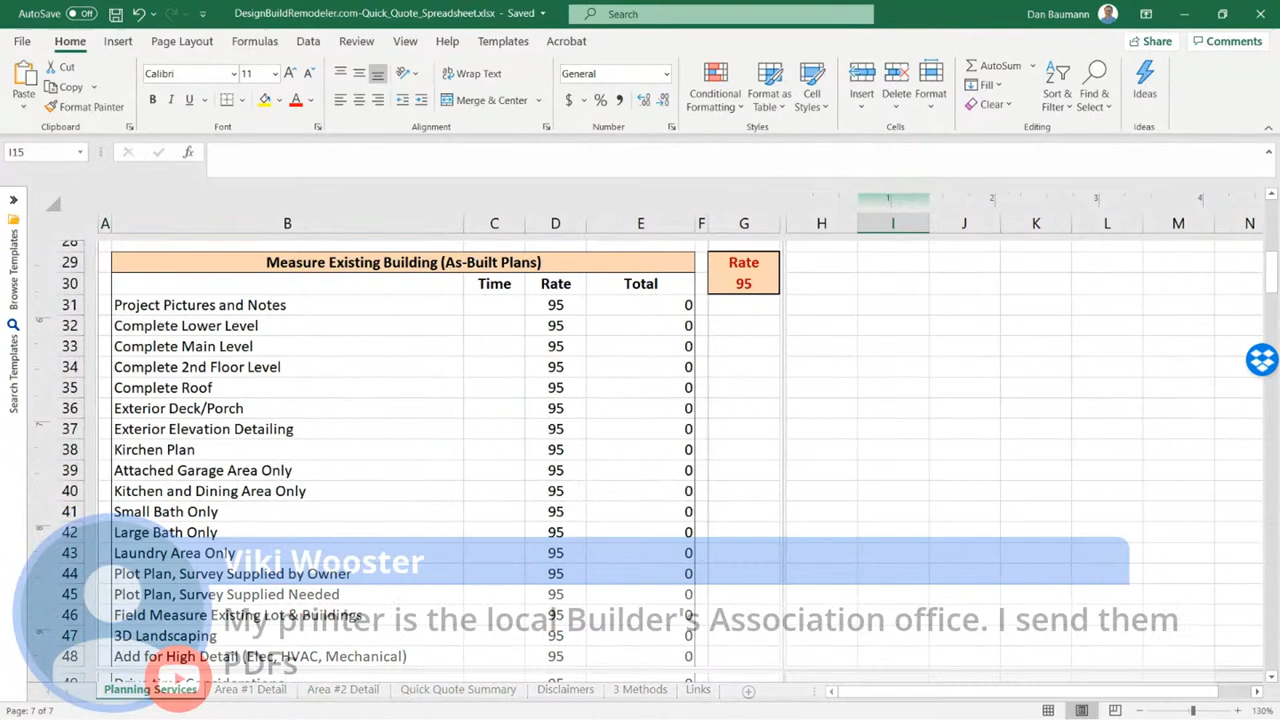 AutoSave Off DesignBuildRemodeler.com-Quick_Quote_Spreadsheet.xlsx - Saved Search Dan Baumann
File Home Insert Page Layout Formulas Data Review View Help Templates Acrobat Share Comments
Paste Cut Copy Format Painter
Calibri 11
B I U
Wrap Text
Merge & Center
General
$ %
Conditional Formatting Format as Table Cell Styles
Insert Delete Format
AutoSum Fill Clear
Sort & Filter Find & Select
Ideas
Clipboard Font Alignment Number Styles Cells Editing Ideas
I15 fx
1 2 3 4
A B C D E F G H I J K L M N
Browse Templates
Search Templates
28
29 Measure Existing Building (As-Built Plans) Rate
30 Time Rate Total 95
31 Project Pictures and Notes 95 0
32 Complete Lower Level 95 0
33 Complete Main Level 95 0
34 Complete 2nd Floor Level 95 0
35 Complete Roof 95 0
36 Exterior Deck/Porch 95 0
37 Exterior Elevation Detailing 95 0
38 Kirchen Plan 95 0
39 Attached Garage Area Only 95 0
40 Kitchen and Dining Area Only 95 0
41 Small Bath Only 95 0
42 Large Bath Only 95 0
43 Laundry Area Only 95 0
44 Plot Plan, Survey Supplied by Owner 95 0
45 Plot Plan, Survey Supplied Needed 95 0
46 Field Measure Existing Lot & Buildings 95 0
47 3D Landscaping 95 0
48 Add for High Detail (Elec, HVAC, Mechanical) 95 0
Viki Wooster
My printer is the local Builder's Association office. I send them
PDFs
Planning Services Area #1 Detail Area #2 Detail Quick Quote Summary Disclaimers 3 Methods Links
Page: 7 of 7 130%